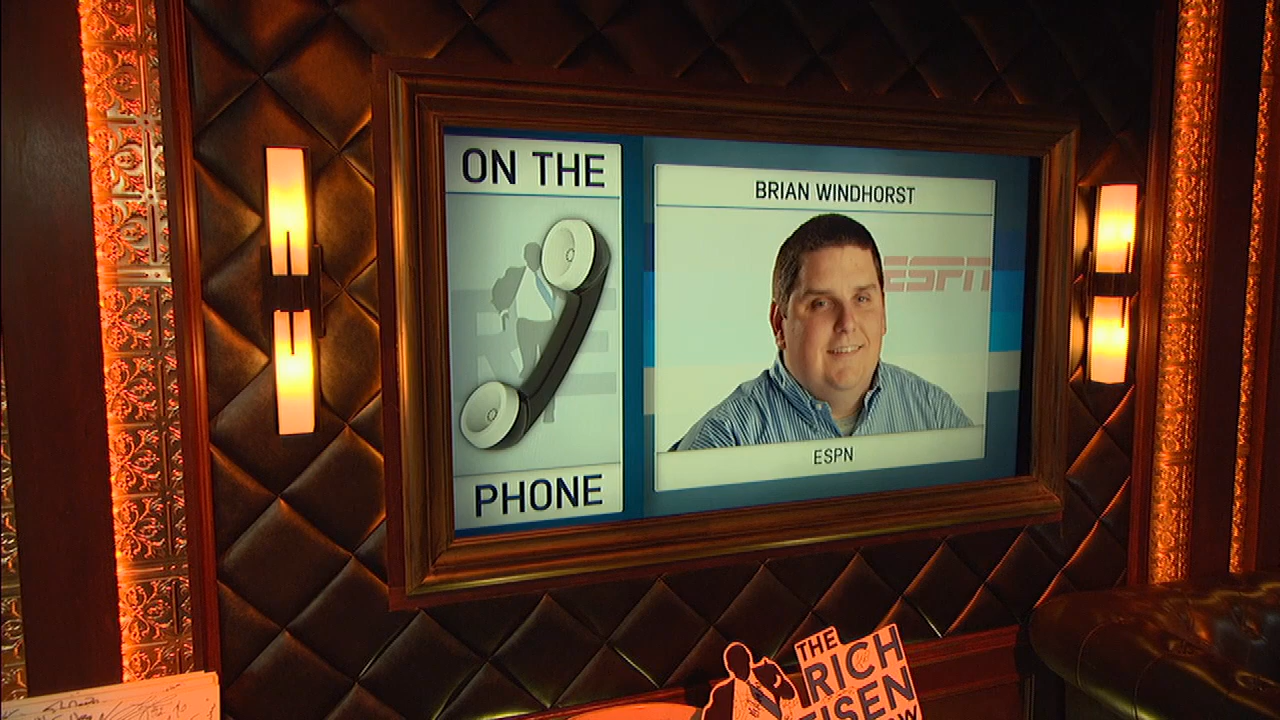 ON THE
PHONE
BRIAN WINDHORST
ESPN
ESPN
THE
RICH
EISEN